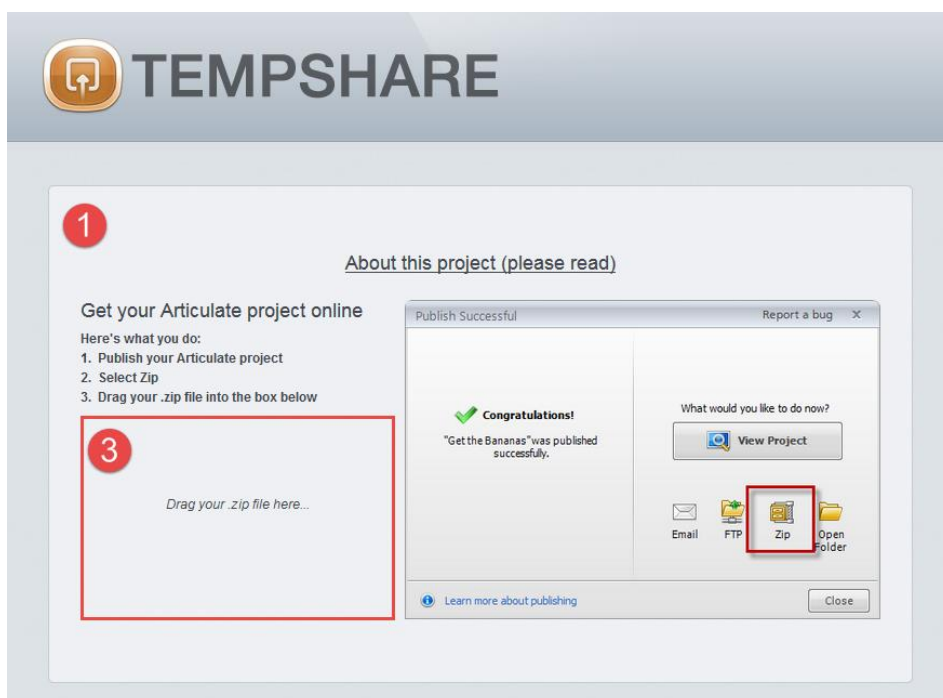 TEMPSHARE
1
About this project (please read)
Get your Articulate project online
Here's what you do:
1. Publish your Articulate project
2. Select Zip
3. Drag your .zip file into the box below
3
Drag your .zip file here...
Publish Successful
Report a bug X
Congratulations!
"Get the Bananas"was published
successfully.
What would you like to do now?
View Project
Email FTP Zip Open
Folder
Learn more about publishing
Close